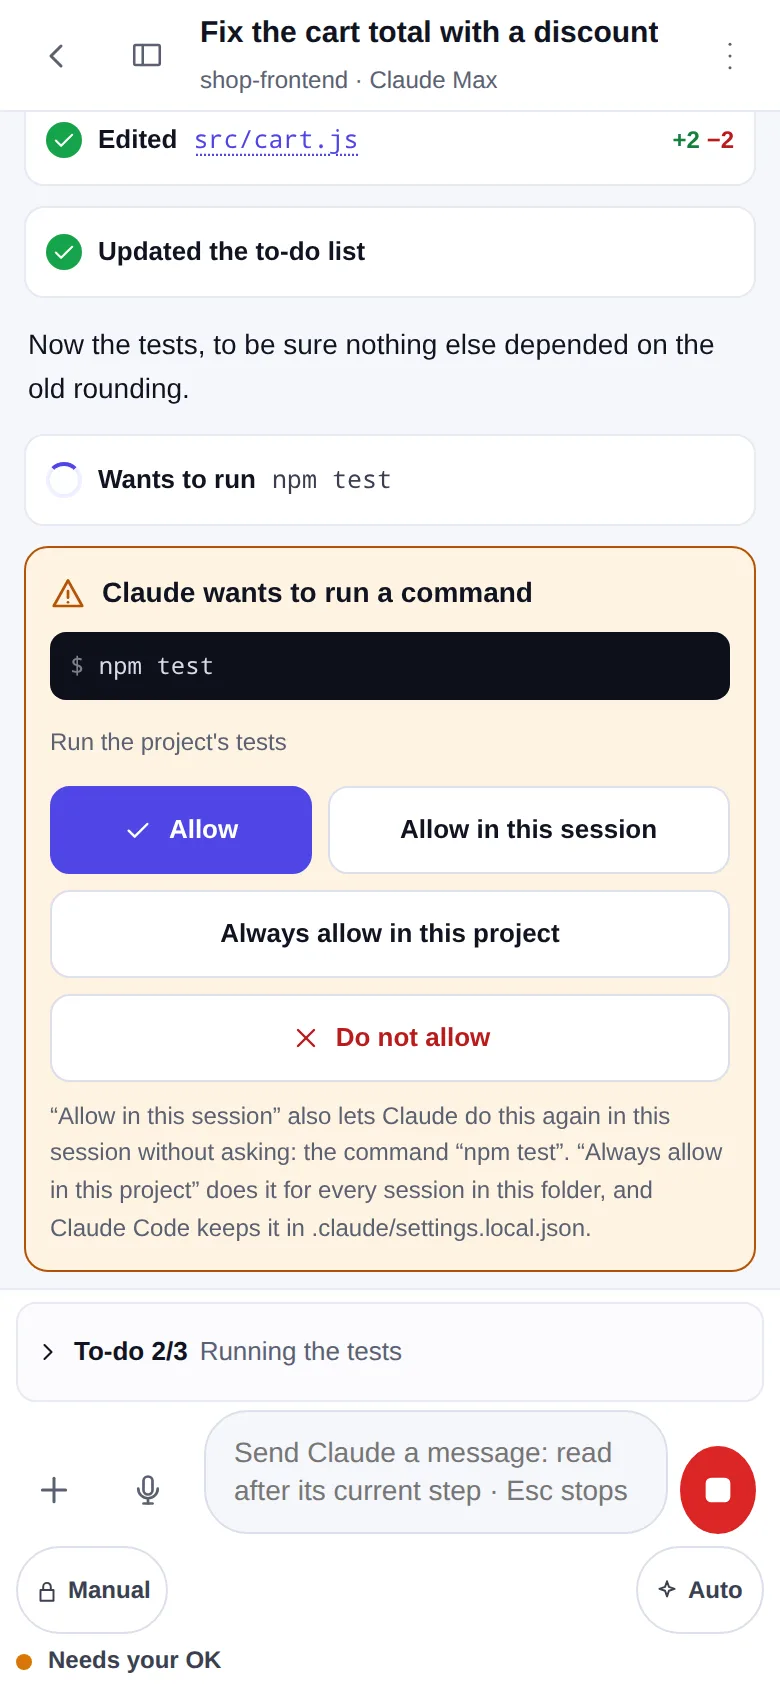 Fix the cart total with a discount
shop-frontend · Claude Max
Edited src/cart.js +2 −2
Updated the to-do list
Now the tests, to be sure nothing else depended on the
old rounding.
Wants to run npm test
Claude wants to run a command
$ npm test
Run the project's tests
Allow
Allow in this session
Always allow in this project
Do not allow
“Allow in this session” also lets Claude do this again in this
session without asking: the command “npm test”. “Always allow
in this project” does it for every session in this folder, and
Claude Code keeps it in .claude/settings.local.json.
To-do 2/3 Running the tests
Send Claude a message: read
after its current step · Esc stops
Manual
Auto
Needs your OK